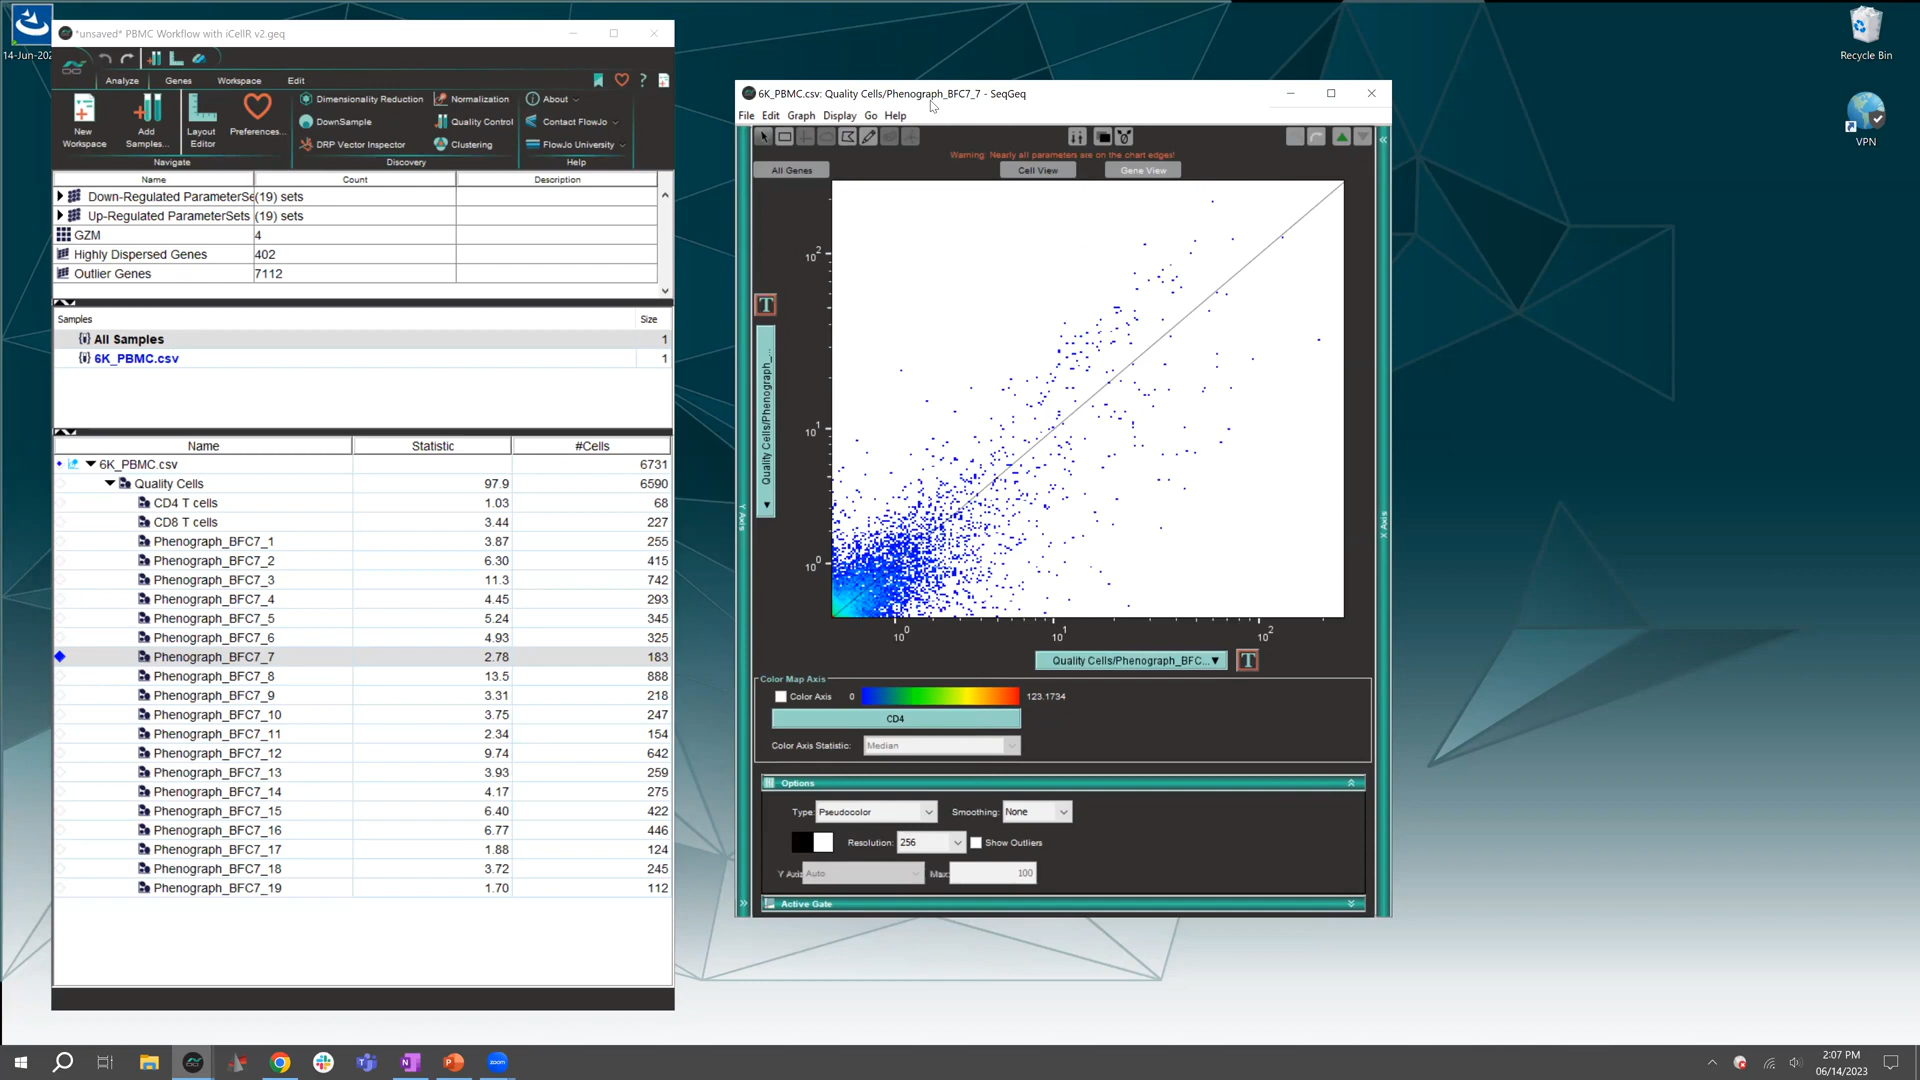 14-Jun-202
*unsaved* PBMC Workflow with iCellR v2.geq
Analyze Genes Workspace Edit
New Workspace
Add Samples...
Layout Editor
Preferences...
Navigate
Dimensionality Reduction
Normalization
DownSample
Quality Control
DRP Vector Inspector
Clustering
Discovery
About
Contact FlowJo
FlowJo University
Help
Name Count Description
Down-Regulated ParameterSe (19) sets
Up-Regulated ParameterSets (19) sets
GZM 4
Highly Dispersed Genes 402
Outlier Genes 7112
Samples Size
All Samples 1
6K_PBMC.csv 1
Name Statistic #Cells
6K_PBMC.csv 6731
Quality Cells 97.9 6590
CD4 T cells 1.03 68
CD8 T cells 3.44 227
Phenograph_BFC7_1 3.87 255
Phenograph_BFC7_2 6.30 415
Phenograph_BFC7_3 11.3 742
Phenograph_BFC7_4 4.45 293
Phenograph_BFC7_5 5.24 345
Phenograph_BFC7_6 4.93 325
Phenograph_BFC7_7 2.78 183
Phenograph_BFC7_8 13.5 888
Phenograph_BFC7_9 3.31 218
Phenograph_BFC7_10 3.75 247
Phenograph_BFC7_11 2.34 154
Phenograph_BFC7_12 9.74 642
Phenograph_BFC7_13 3.93 259
Phenograph_BFC7_14 4.17 275
Phenograph_BFC7_15 6.40 422
Phenograph_BFC7_16 6.77 446
Phenograph_BFC7_17 1.88 124
Phenograph_BFC7_18 3.72 245
Phenograph_BFC7_19 1.70 112
6K_PBMC.csv: Quality Cells/Phenograph_BFC7_7 - SeqGeq
File Edit Graph Display Go Help
Warning: Nearly all parameters are on the chart edges!
All Genes Cell View Gene View
T
Quality Cells/Phenograph_...
Y Axis
X Axis
10^2
10^1
10^0
10^0 10^1 10^2
Quality Cells/Phenograph_BFC... T
Color Map Axis
Color Axis 0 123.1734
CD4
Color Axis Statistic: Median
Options
Type: Pseudocolor Smoothing: None
Resolution: 256 Show Outliers
Y Axis Auto Max: 100
Active Gate
Recycle Bin
VPN
zoom
2:07 PM
06/14/2023